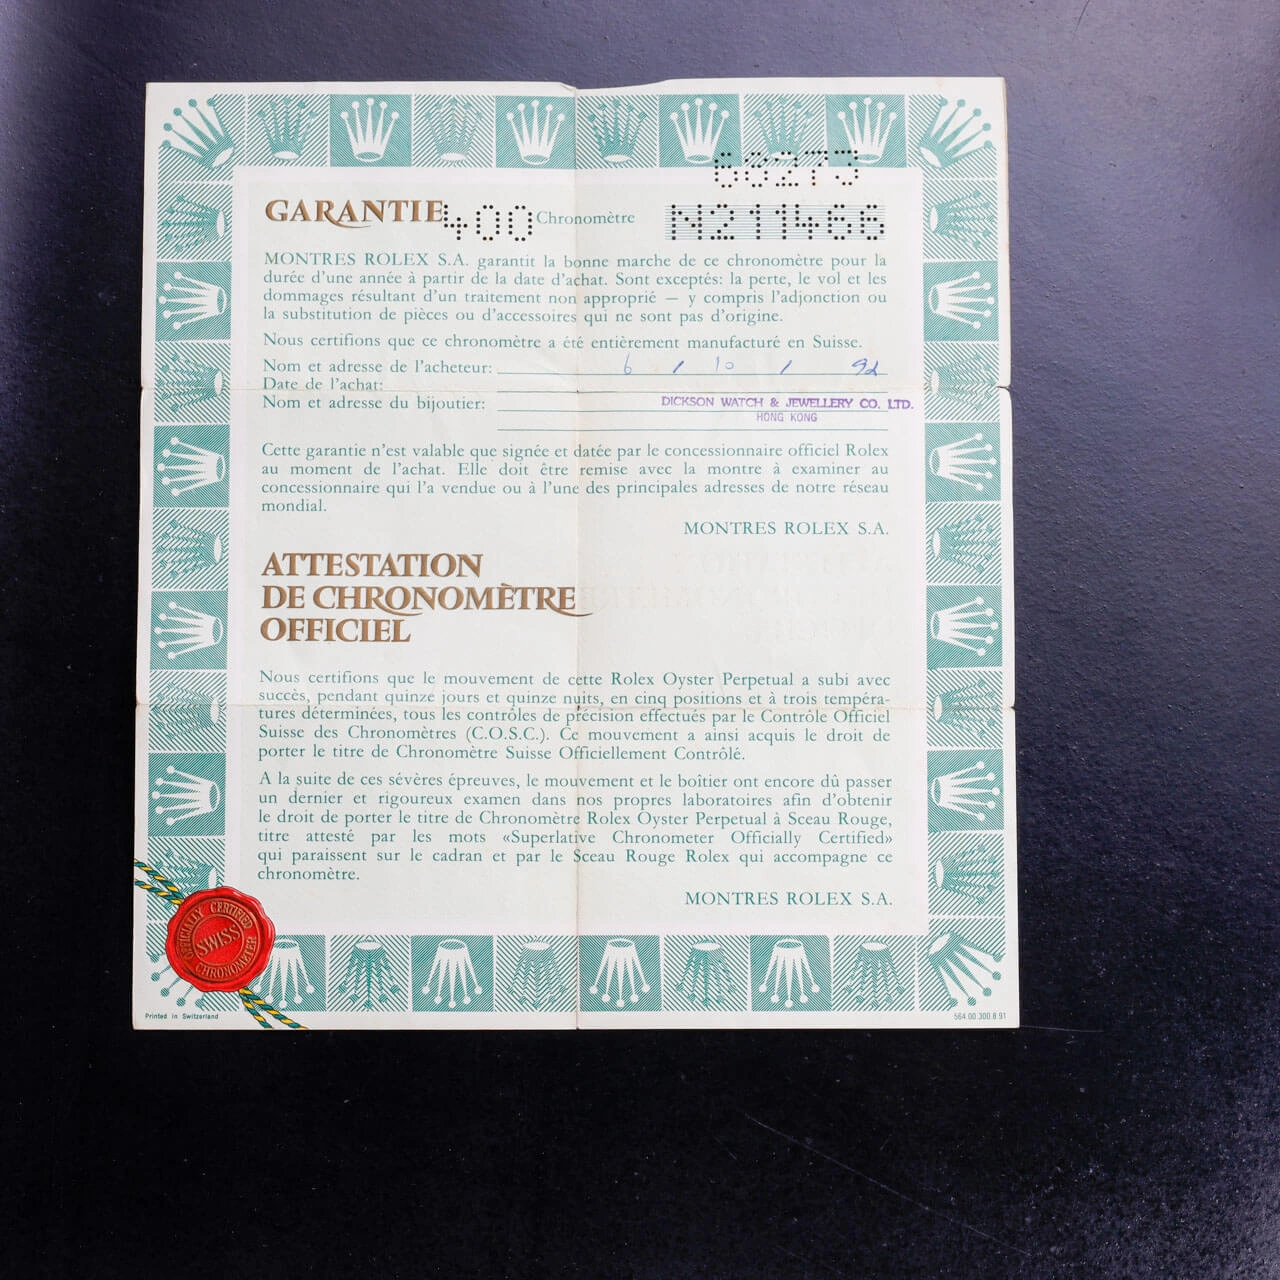 68273
GARANTIE 400 Chronomètre N211466
MONTRES ROLEX S.A. garantit la bonne marche de ce chronomètre pour la
durée d'une année à partir de la date d'achat. Sont exceptés: la perte, le vol et les
dommages résultant d'un traitement non approprié — y compris l'adjonction ou
la substitution de pièces ou d'accessoires qui ne sont pas d'origine.
Nous certifions que ce chronomètre a été entièrement manufacturé en Suisse.
Nom et adresse de l'acheteur: 6 / 10 / 92
Date de l'achat:
Nom et adresse du bijoutier: DICKSON WATCH & JEWELLERY CO. LTD.
HONG KONG
Cette garantie n'est valable que signée et datée par le concessionnaire officiel Rolex
au moment de l'achat. Elle doit être remise avec la montre à examiner au
concessionnaire qui l'a vendue ou à l'une des principales adresses de notre réseau
mondial.
MONTRES ROLEX S.A.
ATTESTATION
DE CHRONOMÈTRE
OFFICIEL
Nous certifions que le mouvement de cette Rolex Oyster Perpetual a subi avec
succès, pendant quinze jours et quinze nuits, en cinq positions et à trois tempéra-
tures déterminées, tous les contrôles de précision effectués par le Contrôle Officiel
Suisse des Chronomètres (C.O.S.C.). Ce mouvement a ainsi acquis le droit de
porter le titre de Chronomètre Suisse Officiellement Contrôlé.
A la suite de ces sévères épreuves, le mouvement et le boîtier ont encore dû passer
un dernier et rigoureux examen dans nos propres laboratoires afin d'obtenir
le droit de porter le titre de Chronomètre Rolex Oyster Perpetual à Sceau Rouge,
titre attesté par les mots «Superlative Chronometer Officially Certified»
qui paraissent sur le cadran et par le Sceau Rouge Rolex qui accompagne ce
chronomètre.
MONTRES ROLEX S.A.
OFFICIALLY CERTIFIED
SWISS
CHRONOMETER
Printed in Switzerland
564.00.300.8.91